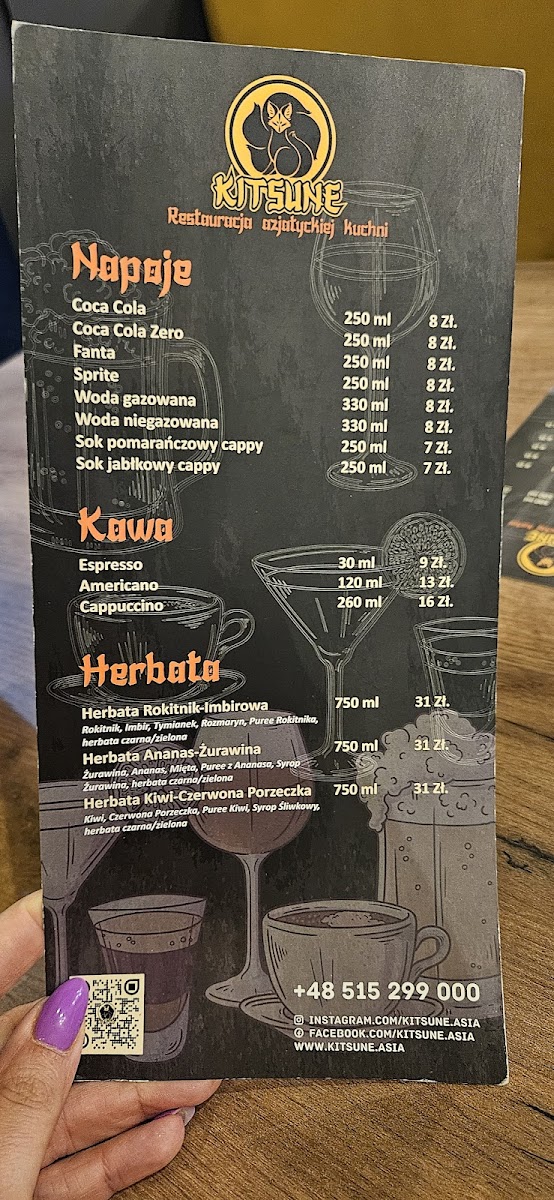 KITSUNE
Restauracja azjatyckiej kuchni
Napoje
Coca Cola 250 ml 8 Zł.
Coca Cola Zero 250 ml 8 Zł.
Fanta 250 ml 8 Zł.
Sprite 250 ml 8 Zł.
Woda gazowana 330 ml 8 Zł.
Woda niegazowana 330 ml 8 Zł.
Sok pomarańczowy cappy 250 ml 7 Zł.
Sok jabłkowy cappy 250 ml 7 Zł.
Kawa
Espresso 30 ml 9 Zł.
Americano 120 ml 13 Zł.
Cappuccino 260 ml 16 Zł.
Herbata
Herbata Rokitnik-Imbirowa 750 ml 31 Zł.
Rokitnik, Imbir, Tymianek, Rozmaryn, Puree Rokitnika,
herbata czarna/zielona
Herbata Ananas-Żurawina 750 ml 31 Zł.
Żurawina, Ananas, Mięta, Puree z Ananasa, Syrop
Żurawina, herbata czarna/zielona
Herbata Kiwi-Czerwona Porzeczka 750 ml 31 Zł.
Kiwi, Czerwona Porzeczka, Puree Kiwi, Syrop Śliwkowy,
herbata czarna/zielona
+48 515 299 000
INSTAGRAM.COM/KITSUNE.ASIA
FACEBOOK.COM/KITSUNE.ASIA
WWW.KITSUNE.ASIA